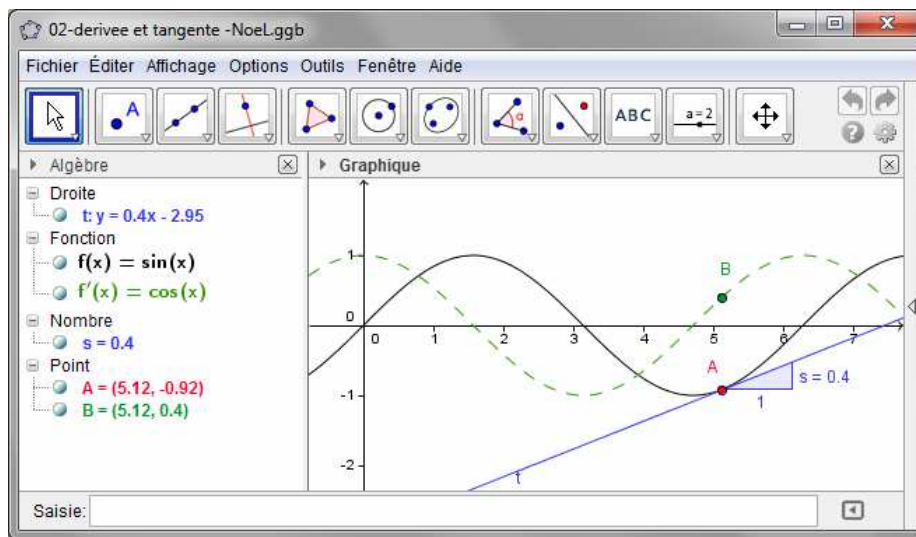 02-derivee et tangente -NoeL.ggb
Fichier Éditer Affichage Options Outils Fenêtre Aide
A
α
ABC
a = 2
Algèbre
Graphique
Droite
t: y = 0.4x - 2.95
Fonction
f(x) = sin(x)
f'(x) = cos(x)
Nombre
s = 0.4
Point
A = (5.12, -0.92)
B = (5.12, 0.4)
1
B
0
0 1 2 3 4 5 6 7
A
s = 0.4
-1
1
-2
t
Saisie: